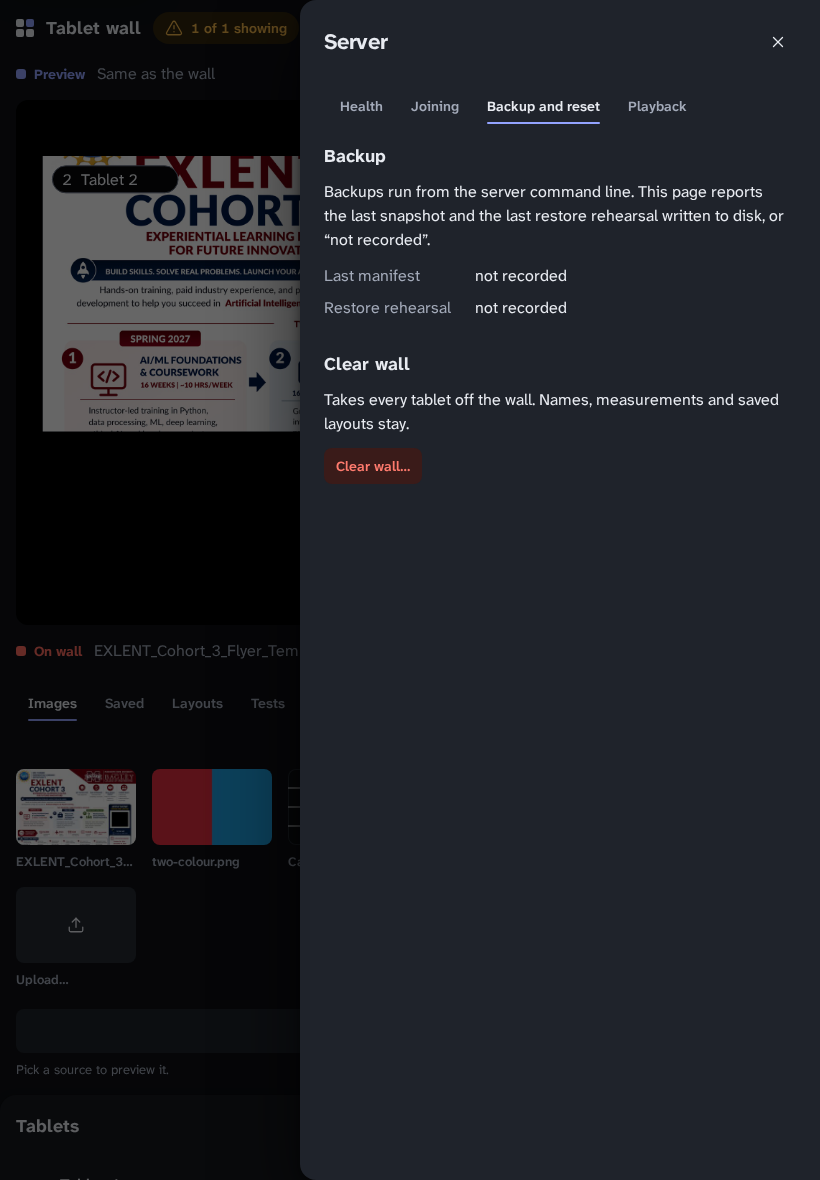 Tablet wall
1 of 1 showing
Preview Same as the wall
EXLENT
2 Tablet 2
COHORT
EXPERIENTIAL LEARNING
FOR FUTURE
BUILD SKILLS. SOLVE REAL PROBLEMS. LAUNCH YOUR
Hands-on training, paid industry experience, and
development to help you succeed in Artificial
SPRING 2027
1
AI/ML FOUNDATIONS
& COURSEWORK
16 WEEKS | ~10 HRS/WEEK
2
Instructor-led training in Python,
data processing, ML, deep learning,
On wall EXLENT_Cohort_3_Flyer_Tem
Images Saved Layouts Tests
EXLENT
COHORT 3
EXLENT_Cohort_3...
two-colour.png
Upload...
Pick a source to preview it.
Tablets
Server
Health Joining Backup and reset Playback
Backup
Backups run from the server command line. This page reports
the last snapshot and the last restore rehearsal written to disk, or
“not recorded”.
Last manifest not recorded
Restore rehearsal not recorded
Clear wall
Takes every tablet off the wall. Names, measurements and saved
layouts stay.
Clear wall...